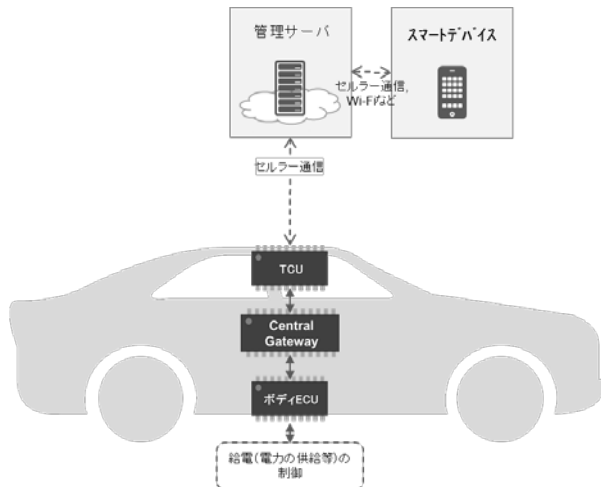 管理サーバ
スマートデバイス
セルラー通信,
Wi-Fiなど
セルラー通信
TCU
Central
Gateway
ボディECU
給電(電力の供給等)の
制御